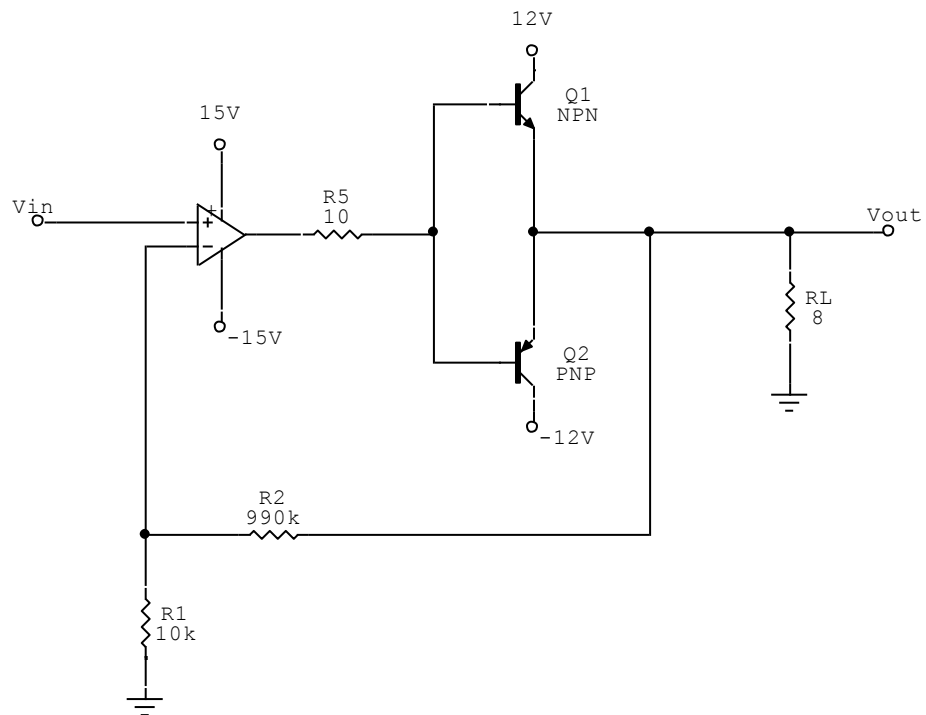 12V
Q1
NPN
15V
+
Vin
+
−
R5
10
Vout
-15V
RL
8
Q2
PNP
-12V
R2
990k
R1
10k